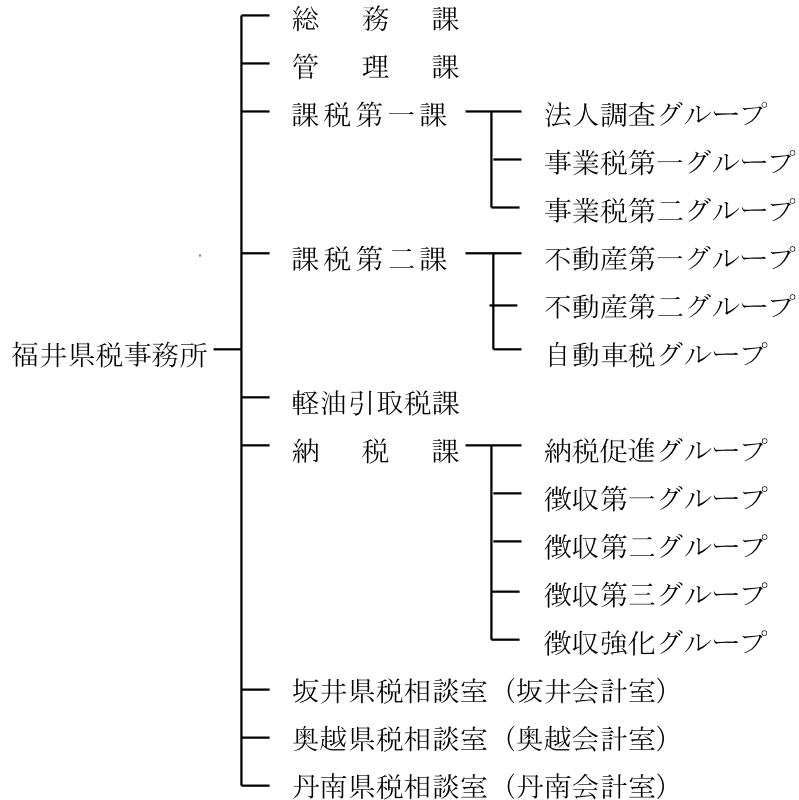 総務課
管理課
課税第一課 法人調査グループ
事業税第一グループ
事業税第二グループ
課税第二課 不動産第一グループ
不動産第二グループ
福井県税事務所 自動車税グループ
軽油引取税課
納税課 納税促進グループ
徴収第一グループ
徴収第二グループ
徴収第三グループ
徴収強化グループ
坂井県税相談室（坂井会計室）
奥越県税相談室（奥越会計室）
丹南県税相談室（丹南会計室）